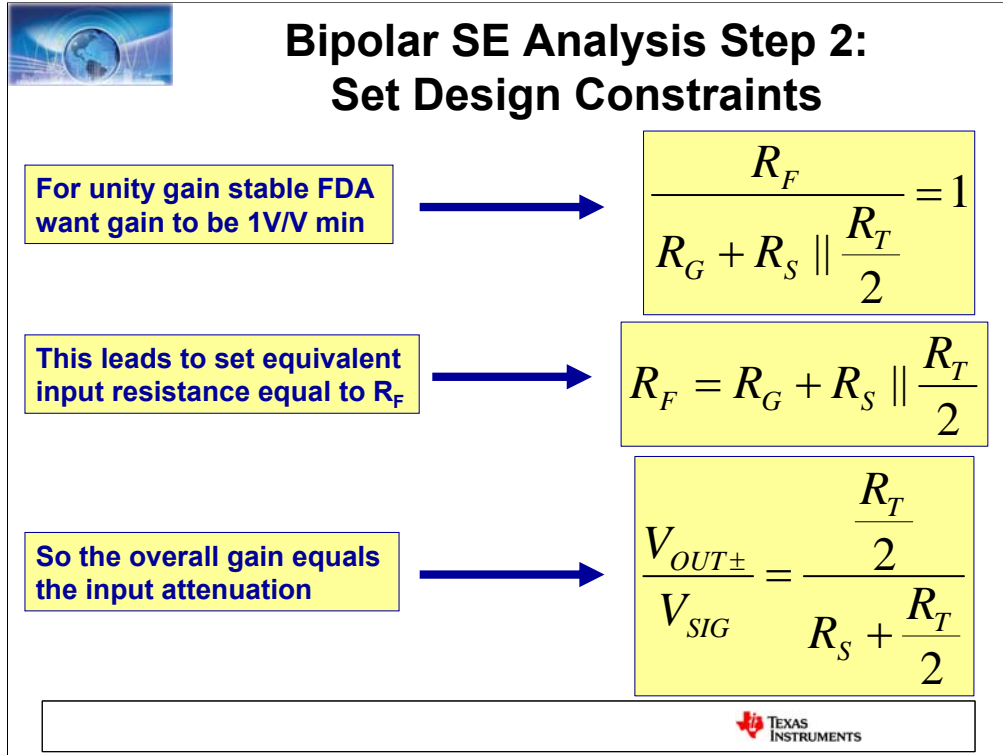 Bipolar SE Analysis Step 2:
Set Design Constraints
For unity gain stable FDA
want gain to be 1V/V min
R_F / (R_G + R_S || R_T / 2) = 1
This leads to set equivalent
input resistance equal to R_F
R_F = R_G + R_S || R_T / 2
So the overall gain equals
the input attenuation
V_OUT± / V_SIG = (R_T / 2) / (R_S + R_T / 2)
TEXAS
INSTRUMENTS